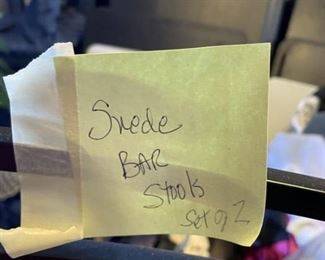 Suede
BAR
Stools
Set of 2